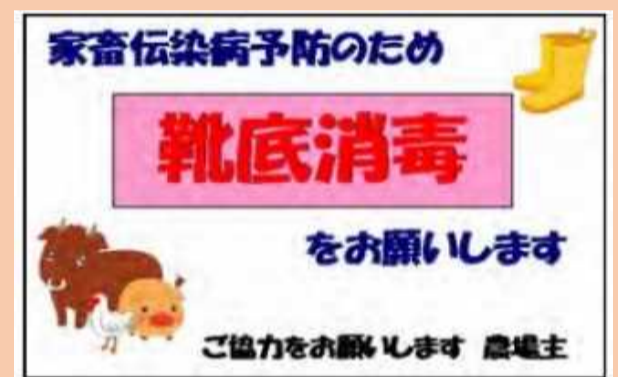 家畜伝染病予防のため
靴底消毒
をお願いします
ご協力をお願いします 農場主